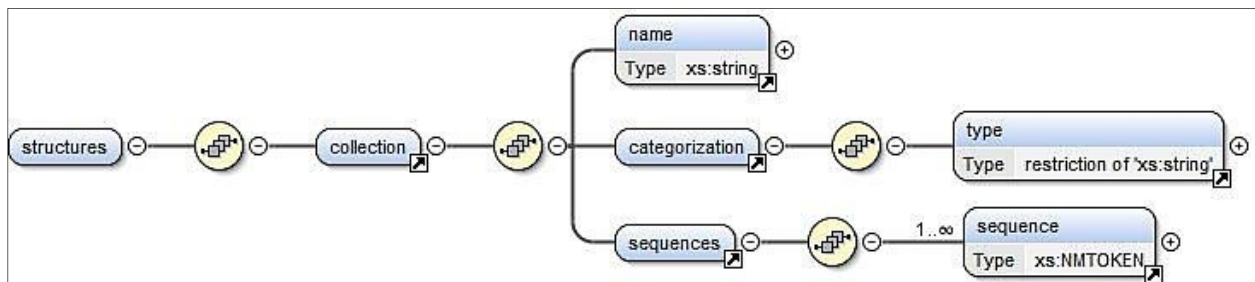 structures
collection
name
Type xs:string
categorization
type
Type restriction of 'xs:string'
sequences
1..∞
sequence
Type xs:NMTOKEN